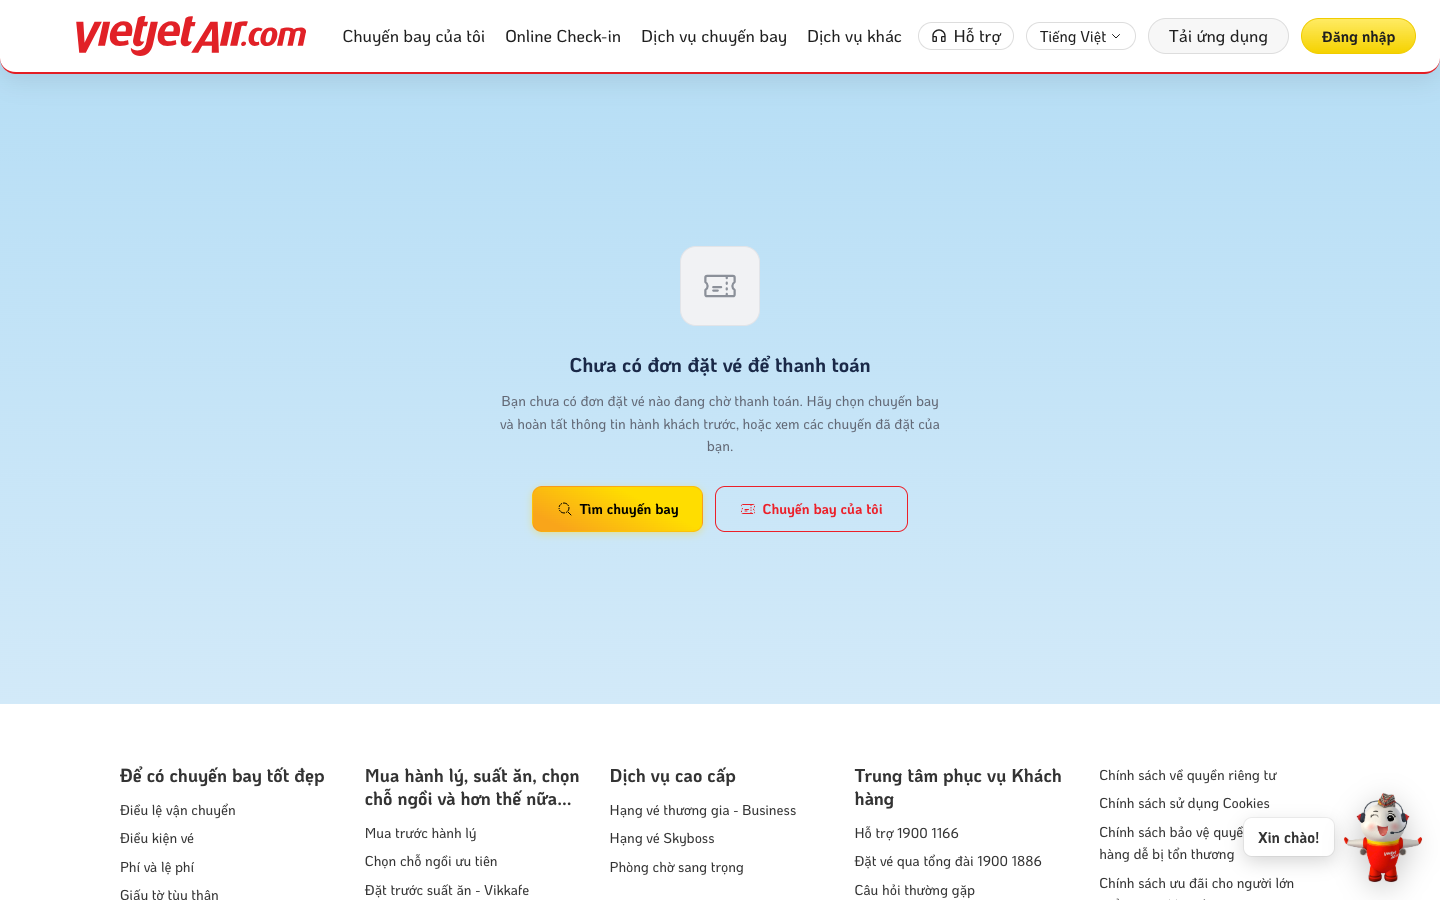 vietjetAir.com
Chuyến bay của tôi
Online Check-in
Dịch vụ chuyến bay
Dịch vụ khác
Hỗ trợ
Tiếng Việt
Tải ứng dụng
Đăng nhập
Chưa có đơn đặt vé để thanh toán
Bạn chưa có đơn đặt vé nào đang chờ thanh toán. Hãy chọn chuyến bay
và hoàn tất thông tin hành khách trước, hoặc xem các chuyến đã đặt của
bạn.
Tìm chuyến bay
Chuyến bay của tôi
Để có chuyến bay tốt đẹp
Điều lệ vận chuyển
Điều kiện vé
Phí và lệ phí
Giấy tờ tùy thân
Mua hành lý, suất ăn, chọn
chỗ ngồi và hơn thế nữa...
Mua trước hành lý
Chọn chỗ ngồi ưu tiên
Đặt trước suất ăn - Vikkafe
Dịch vụ cao cấp
Hạng vé thương gia - Business
Hạng vé Skyboss
Phòng chờ sang trọng
Trung tâm phục vụ Khách
hàng
Hỗ trợ 1900 1166
Đặt vé qua tổng đài 1900 1886
Câu hỏi thường gặp
Chính sách về quyền riêng tư
Chính sách sử dụng Cookies
Chính sách bảo vệ quyề
hàng dễ bị tổn thương
Chính sách ưu đãi cho người lớn
Xin chào!